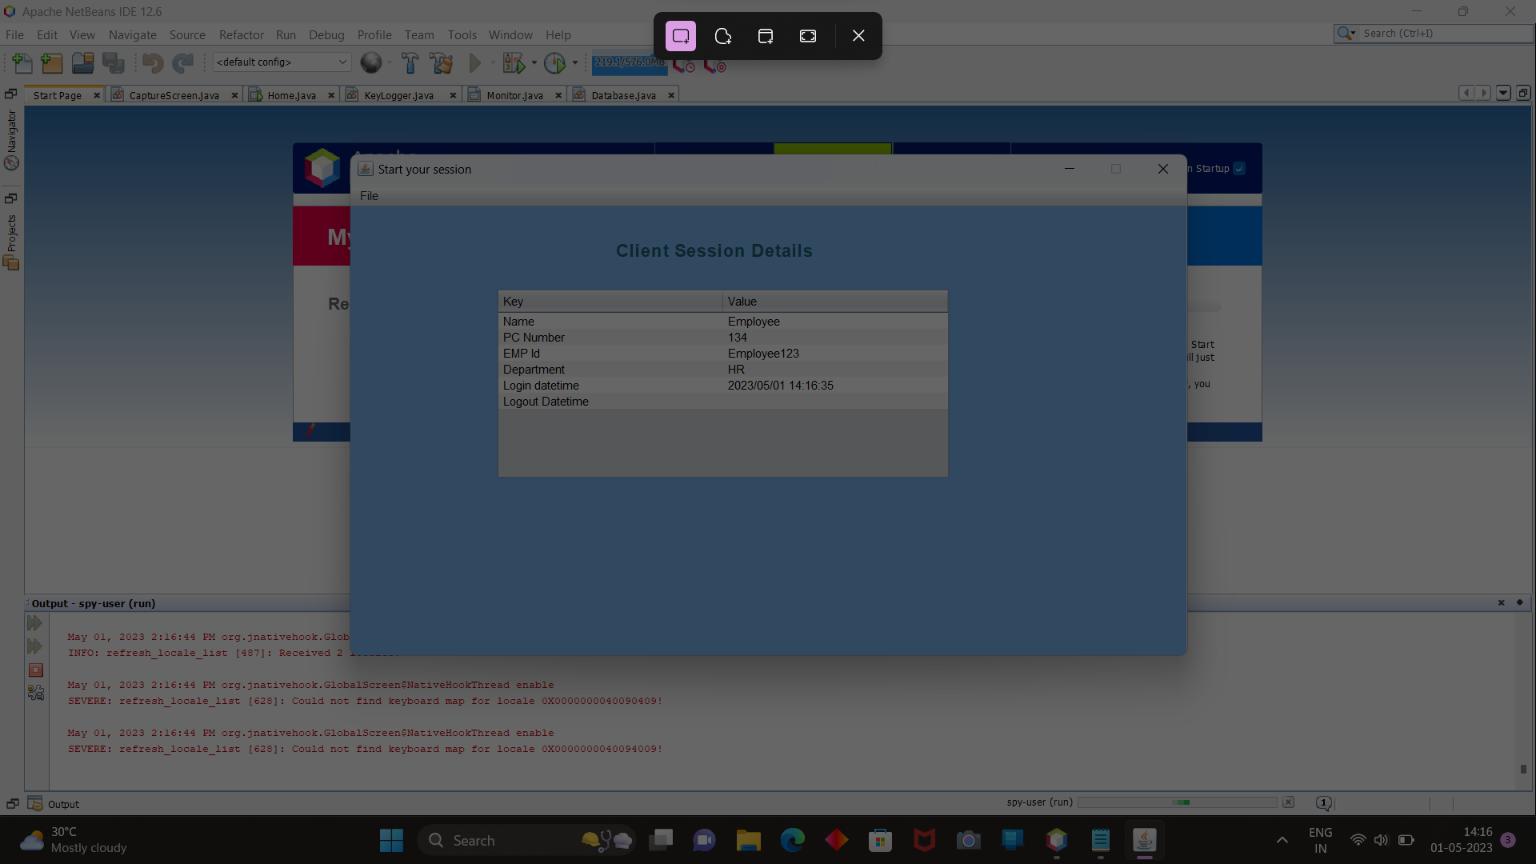 Apache NetBeans IDE 12.6
File Edit View Navigate Source Refactor Run Debug Profile Team Tools Window Help
Search (Ctrl+I)
<default config>
219.1/576.0MB
Start Page CaptureScreen.java Home.java KeyLogger.java Monitor.java Database.java
Navigator
Projects
n Startup
Start your session
File
My
Client Session Details
Key Value
Name Employee
PC Number 134
EMP Id Employee123
Department HR
Login datetime 2023/05/01 14:16:35
Logout Datetime
Re
Start
ll just
, you
Output - spy-user (run)
May 01, 2023 2:16:44 PM org.jnativehook.Glob
INFO: refresh_locale_list [487]: Received 2
May 01, 2023 2:16:44 PM org.jnativehook.GlobalScreen$NativeHookThread enable
SEVERE: refresh_locale_list [628]: Could not find keyboard map for locale 0X0000000040090409!
May 01, 2023 2:16:44 PM org.jnativehook.GlobalScreen$NativeHookThread enable
SEVERE: refresh_locale_list [628]: Could not find keyboard map for locale 0X0000000040094009!
Output
spy-user (run)
1
30°C
Mostly cloudy
Search
ENG
IN
14:16
01-05-2023
3